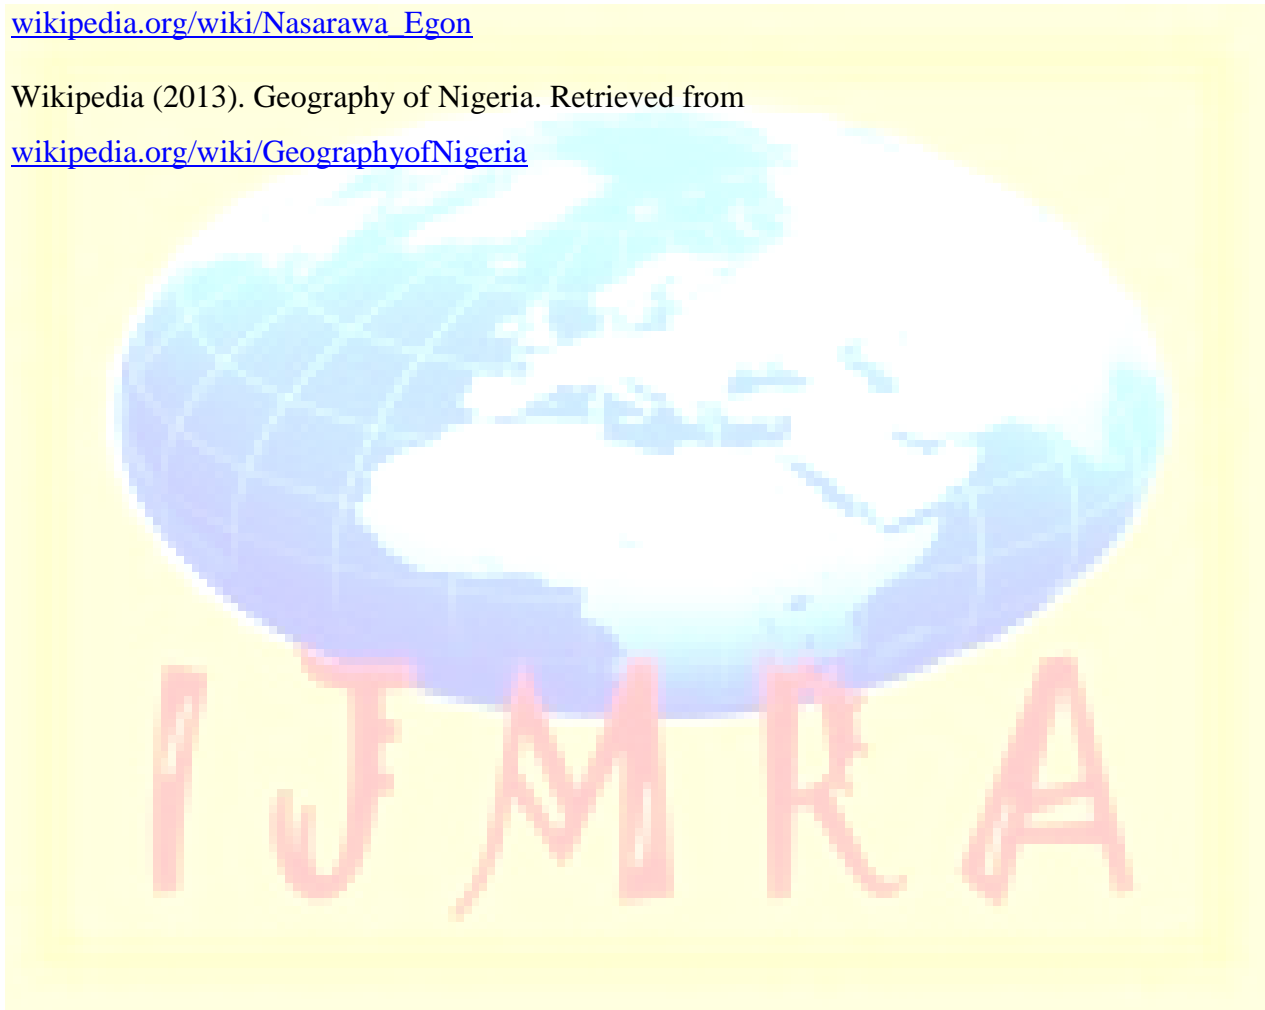 wikipedia.org/wiki/Nasarawa_Egon
Wikipedia (2013). Geography of Nigeria. Retrieved from
wikipedia.org/wiki/GeographyofNigeria
IJMRA